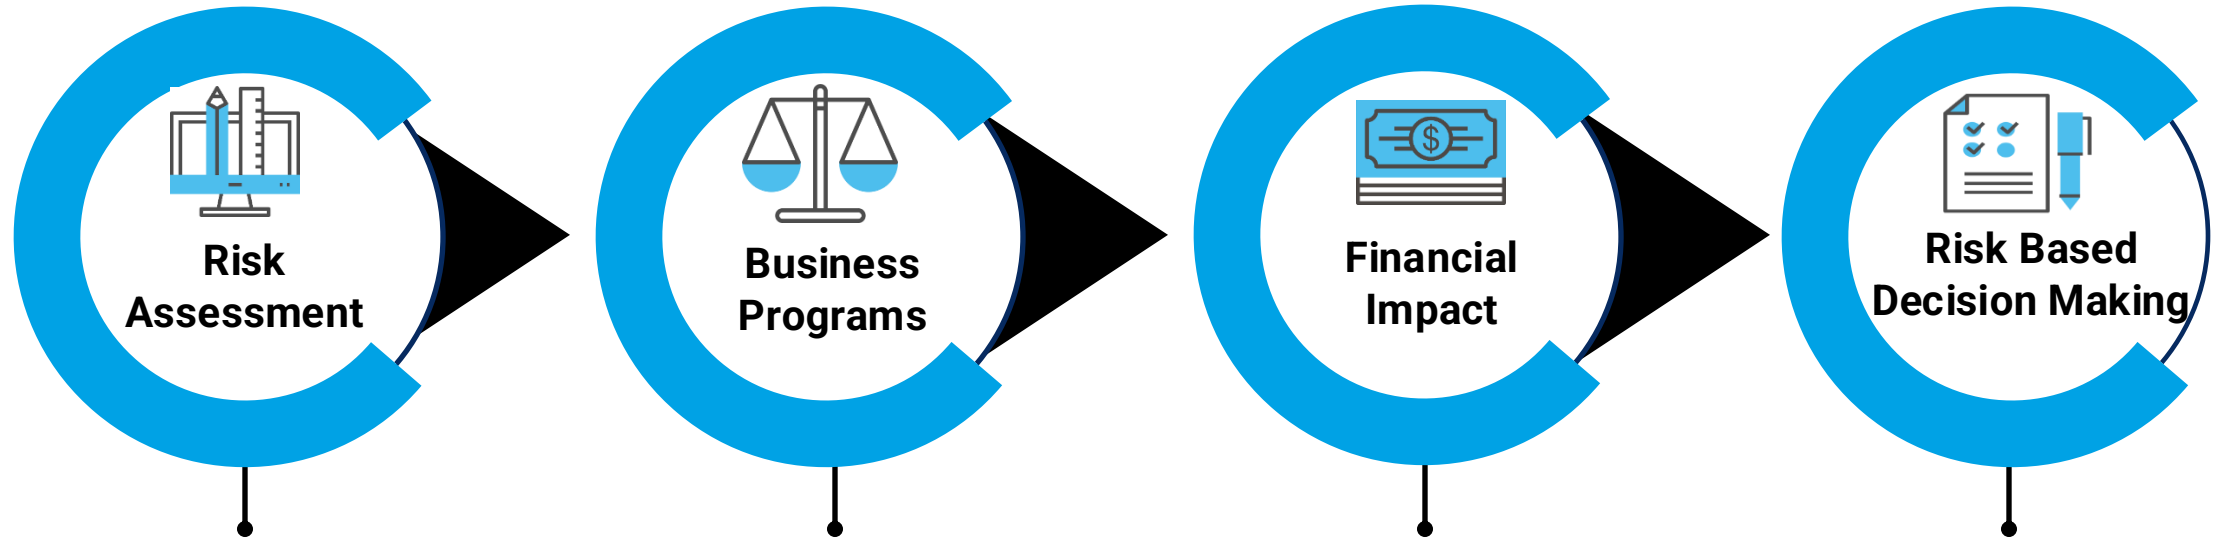 Risk
Assessment
Business
Programs
$
Financial
Impact
Risk Based
Decision Making